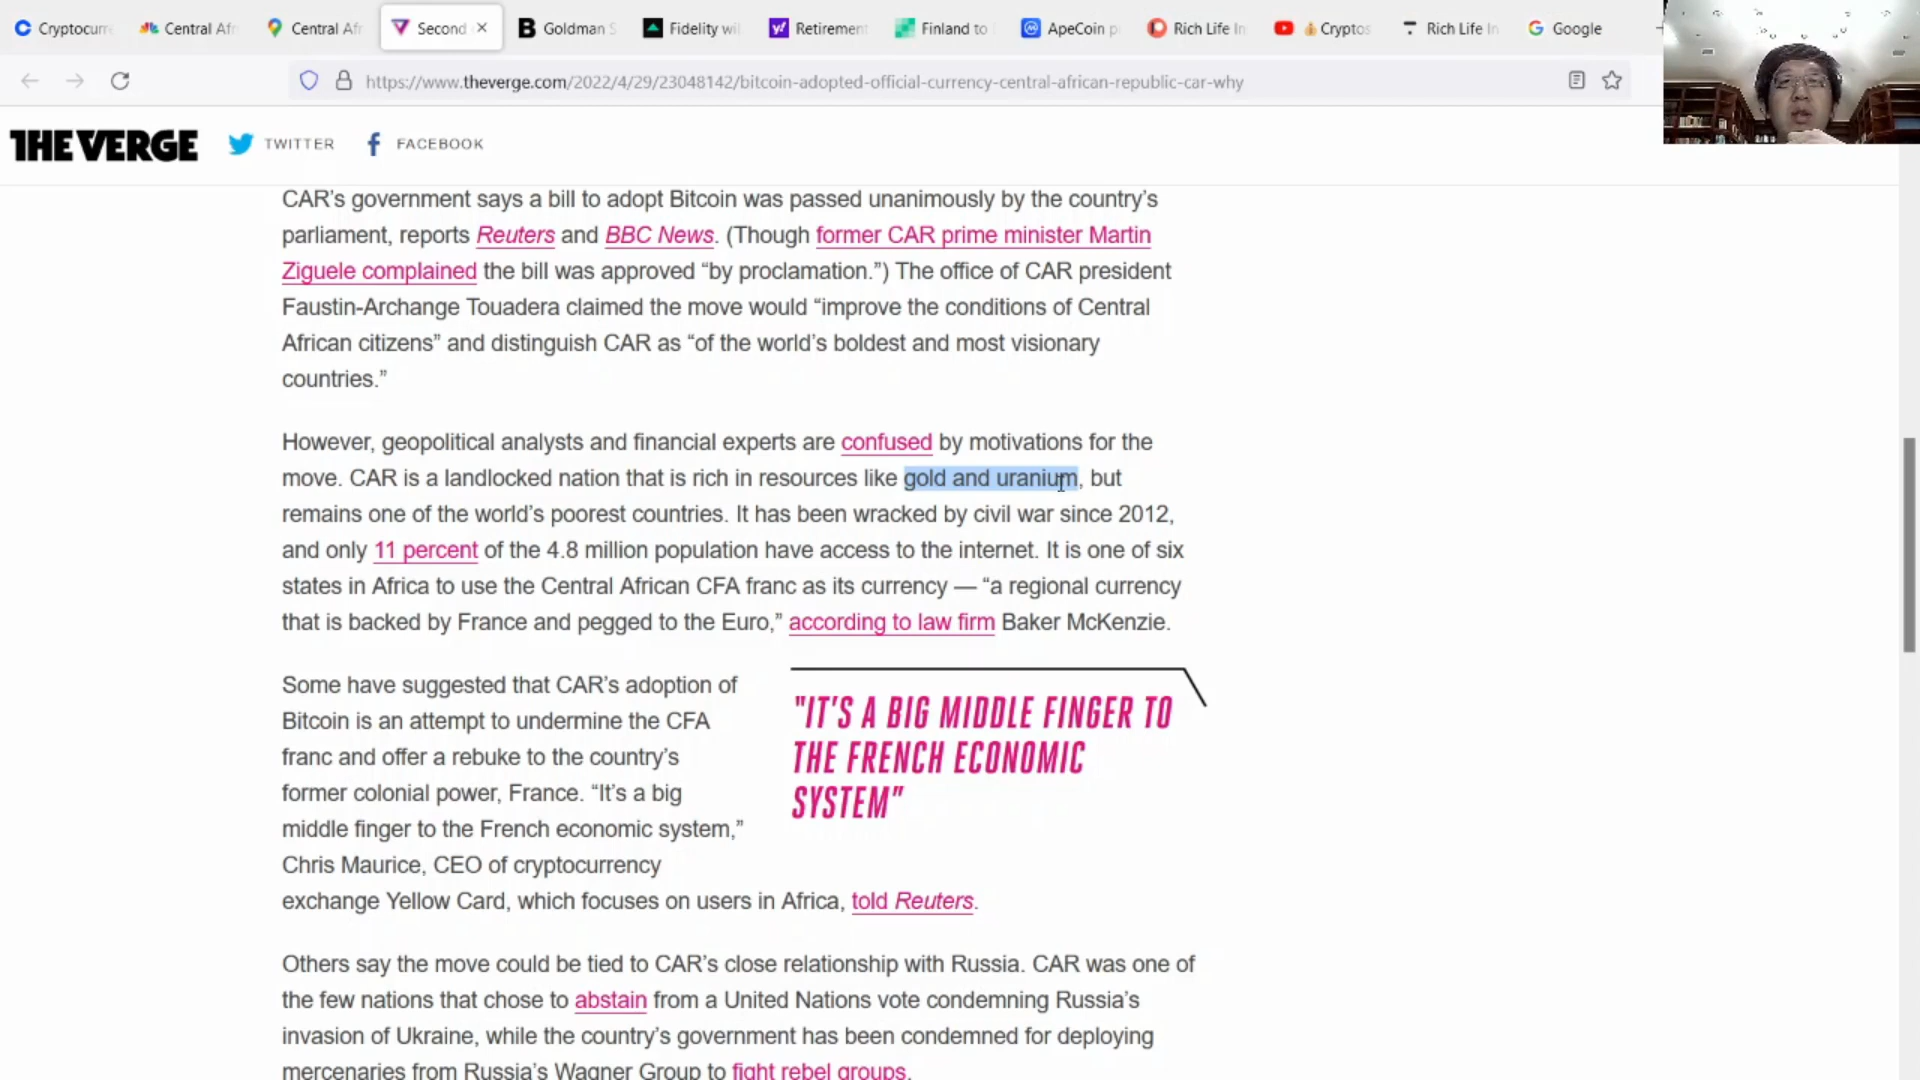 Cryptocurr
Central Afr
Central Afr
Second
Goldman S
Fidelity wi
Retirement
Finland to
ApeCoin p
Rich Life In
Cryptos
Rich Life In
Google
https://www.theverge.com/2022/4/29/23048142/bitcoin-adopted-official-currency-central-african-republic-car-why
THE VERGE
TWITTER
FACEBOOK
CAR’s government says a bill to adopt Bitcoin was passed unanimously by the country’s
parliament, reports Reuters and BBC News. (Though former CAR prime minister Martin
Ziguele complained the bill was approved “by proclamation.”) The office of CAR president
Faustin-Archange Touadera claimed the move would “improve the conditions of Central
African citizens” and distinguish CAR as “of the world’s boldest and most visionary
countries.”
However, geopolitical analysts and financial experts are confused by motivations for the
move. CAR is a landlocked nation that is rich in resources like gold and uranium, but
remains one of the world’s poorest countries. It has been wracked by civil war since 2012,
and only 11 percent of the 4.8 million population have access to the internet. It is one of six
states in Africa to use the Central African CFA franc as its currency — “a regional currency
that is backed by France and pegged to the Euro,” according to law firm Baker McKenzie.
Some have suggested that CAR’s adoption of
Bitcoin is an attempt to undermine the CFA
franc and offer a rebuke to the country’s
former colonial power, France. “It’s a big
middle finger to the French economic system,”
Chris Maurice, CEO of cryptocurrency
exchange Yellow Card, which focuses on users in Africa, told Reuters.
"IT’S A BIG MIDDLE FINGER TO
THE FRENCH ECONOMIC
SYSTEM”
Others say the move could be tied to CAR’s close relationship with Russia. CAR was one of
the few nations that chose to abstain from a United Nations vote condemning Russia’s
invasion of Ukraine, while the country’s government has been condemned for deploying
mercenaries from Russia’s Wagner Group to fight rebel groups.